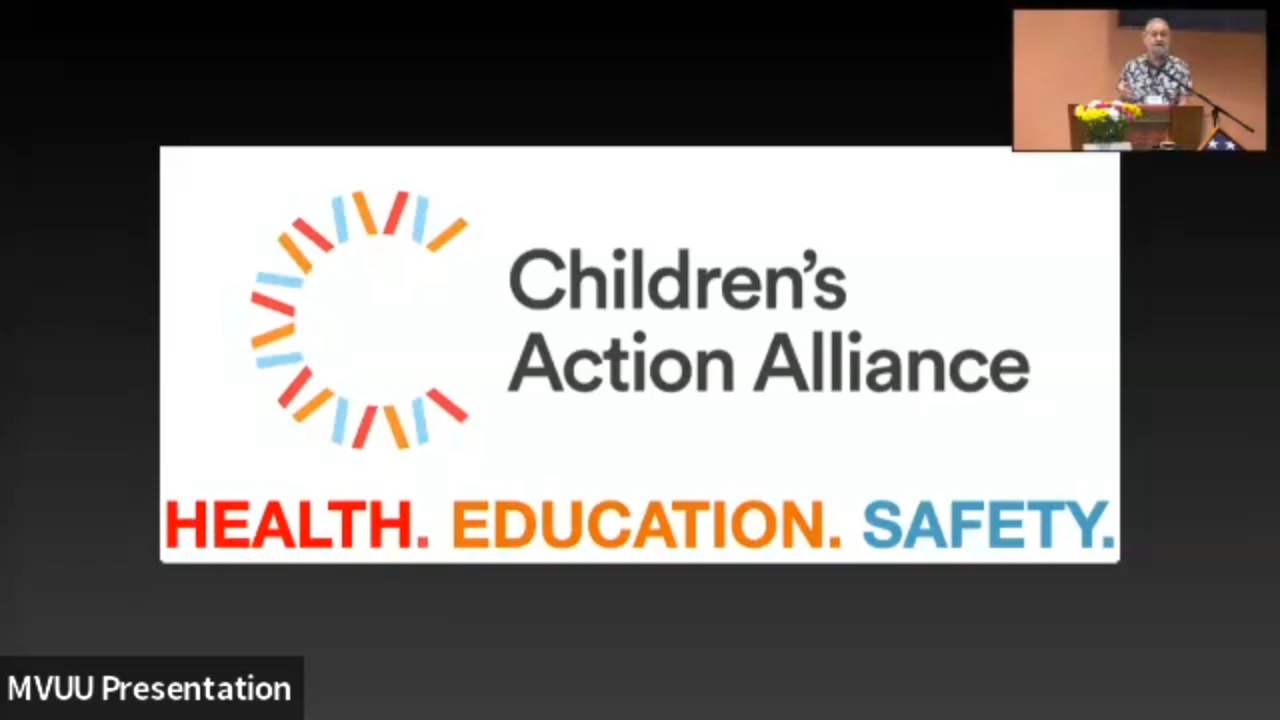 Children's
Action Alliance
HEALTH. EDUCATION. SAFETY.
MVUU Presentation